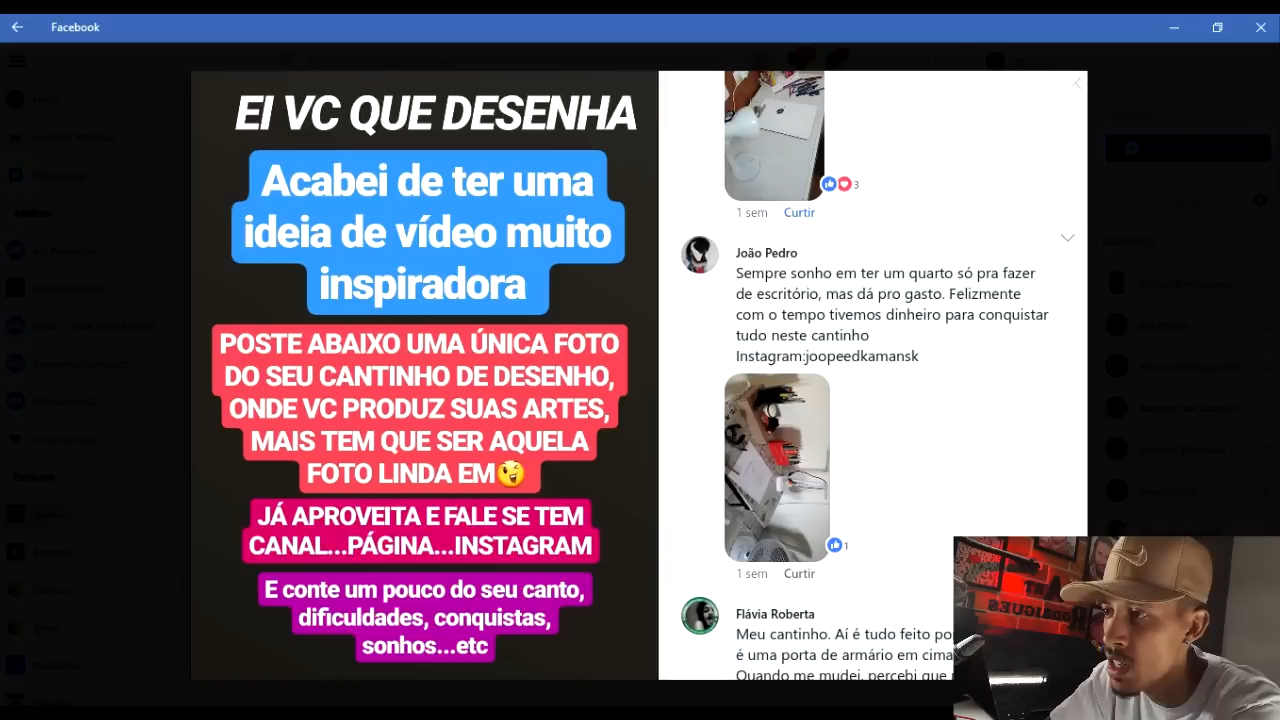 Facebook
EI VC QUE DESENHA
Acabei de ter uma
ideia de vídeo muito
inspiradora
POSTE ABAIXO UMA ÚNICA FOTO
DO SEU CANTINHO DE DESENHO,
ONDE VC PRODUZ SUAS ARTES,
MAIS TEM QUE SER AQUELA
FOTO LINDA EM😉
JÁ APROVEITA E FALE SE TEM
CANAL...PÁGINA...INSTAGRAM
E conte um pouco do seu canto,
dificuldades, conquistas,
sonhos...etc
3
1 sem Curtir
João Pedro
Sempre sonho em ter um quarto só pra fazer
de escritório, mas dá pro gasto. Felizmente
com o tempo tivemos dinheiro para conquistar
tudo neste cantinho
Instagram:joopeedkamansk
1
1 sem Curtir
Flávia Roberta
Meu cantinho. Aí é tudo feito po
é uma porta de armário em cima
Quando me mudei, percebi que
ART
RODRIGUES